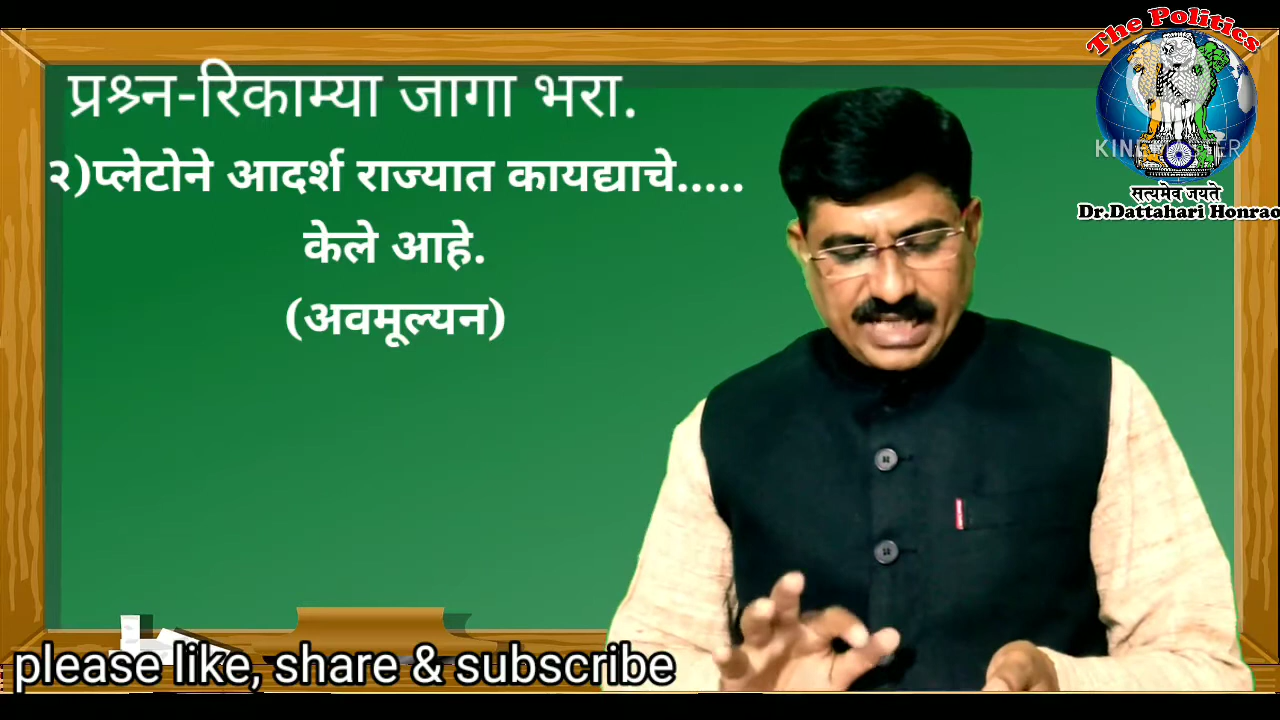 प्रश्न-रिकाम्या जागा भरा.
२)प्लेटोने आदर्श राज्यात कायद्याचे.....
केले आहे.
(अवमूल्यन)
The Politics
KINEMASTER
सत्यमेव जयते
Dr.Dattahari Honrao
please like, share & subscribe